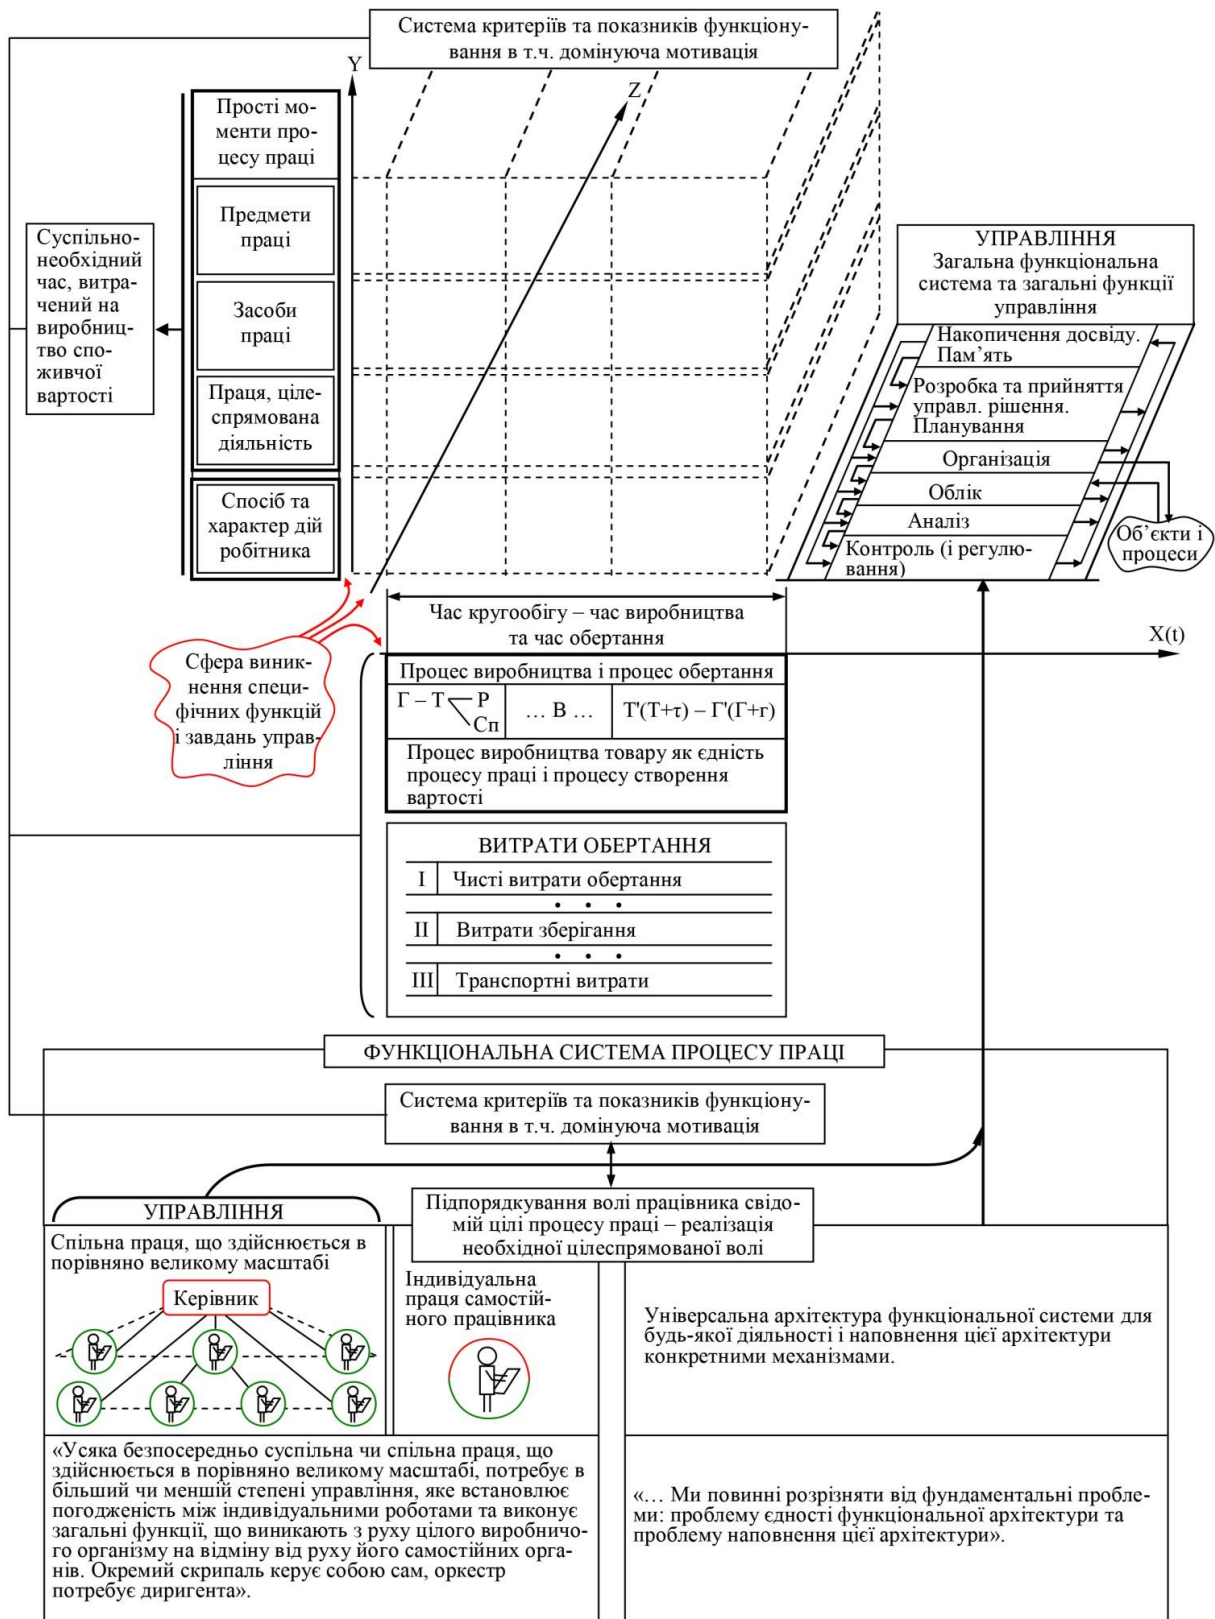 Система критеріїв та показників функціону-
вання в т.ч. домінуюча мотивація
Y
Z
Прості мо-
менти про-
цесу праці
Предмети
праці
Засоби
праці
Праця, ціле-
спрямована
діяльність
Спосіб та
характер дій
робітника
Суспільно-
необхідний
час, витра-
чений на
виробниц-
тво спо-
живчої
вартості
УПРАВЛІННЯ
Загальна функціональна
система та загальні функції
управління
Накопичення досвіду.
Пам’ять
Розробка та прийняття
управл. рішення.
Планування
Організація
Облік
Аналіз
Контроль (і регулю-
вання)
Об’єкти і
процеси
Час кругообігу – час виробництва
та час обертання
X(t)
Сфера виник-
нення специ-
фічних функцій
і завдань управ-
ління
Процес виробництва і процес обертання
Г – Т Р
Сп
... В ...
Т'(Т+τ) – Г'(Г+г)
Процес виробництва товару як єдність
процесу праці і процесу створення
вартості
ВИТРАТИ ОБЕРТАННЯ
I Чисті витрати обертання
• • •
II Витрати зберігання
• • •
III Транспортні витрати
ФУНКЦІОНАЛЬНА СИСТЕМА ПРОЦЕСУ ПРАЦІ
Система критеріїв та показників функціону-
вання в т.ч. домінуюча мотивація
УПРАВЛІННЯ
Підпорядкування волі працівника свідо-
мій цілі процесу праці – реалізація
необхідної цілеспрямованої волі
Спільна праця, що здійснюється в
порівняно великому масштабі
Керівник
Індивідуальна
праця самостій-
ного працівника
Універсальна архітектура функціональної системи для
будь-якої діяльності і наповнення цієї архітектури
конкретними механізмами.
«Усяка безпосередньо суспільна чи спільна праця, що
здійснюється в порівняно великому масштабі, потребує в
більший чи меншій степені управління, яке встановлює
погодженість між індивідуальними роботами та виконує
загальні функції, що виникають з руху цілого виробничо-
го організму на відміну від руху його самостійних орга-
нів. Окремий скрипаль керує собою сам, оркестр
потребує диригента».
«... Ми повинні розрізняти від фундаментальні пробле-
ми: проблему єдності функціональної архітектури та
проблему наповнення цієї архітектури».